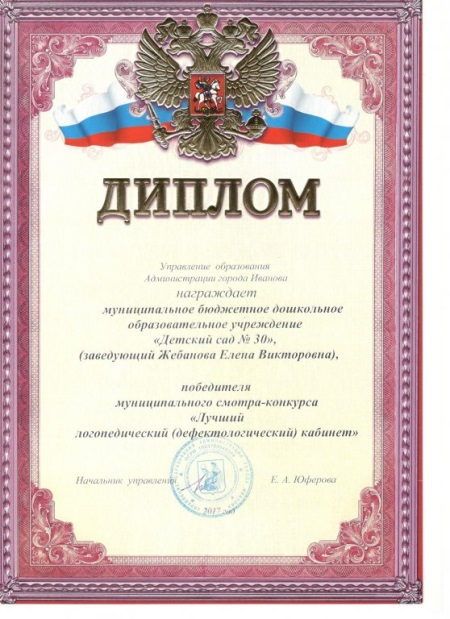 ДИПЛОМ
Управление образования
Администрации города Иванова
награждает
муниципальное бюджетное дошкольное
образовательное учреждение
«Детский сад № 30»,
(заведующий Жебанова Елена Викторовна),
победителя
муниципального смотра-конкурса
«Лучший
логопедический (дефектологический) кабинет»
Начальник управления Е. А. Юферова
2017 год